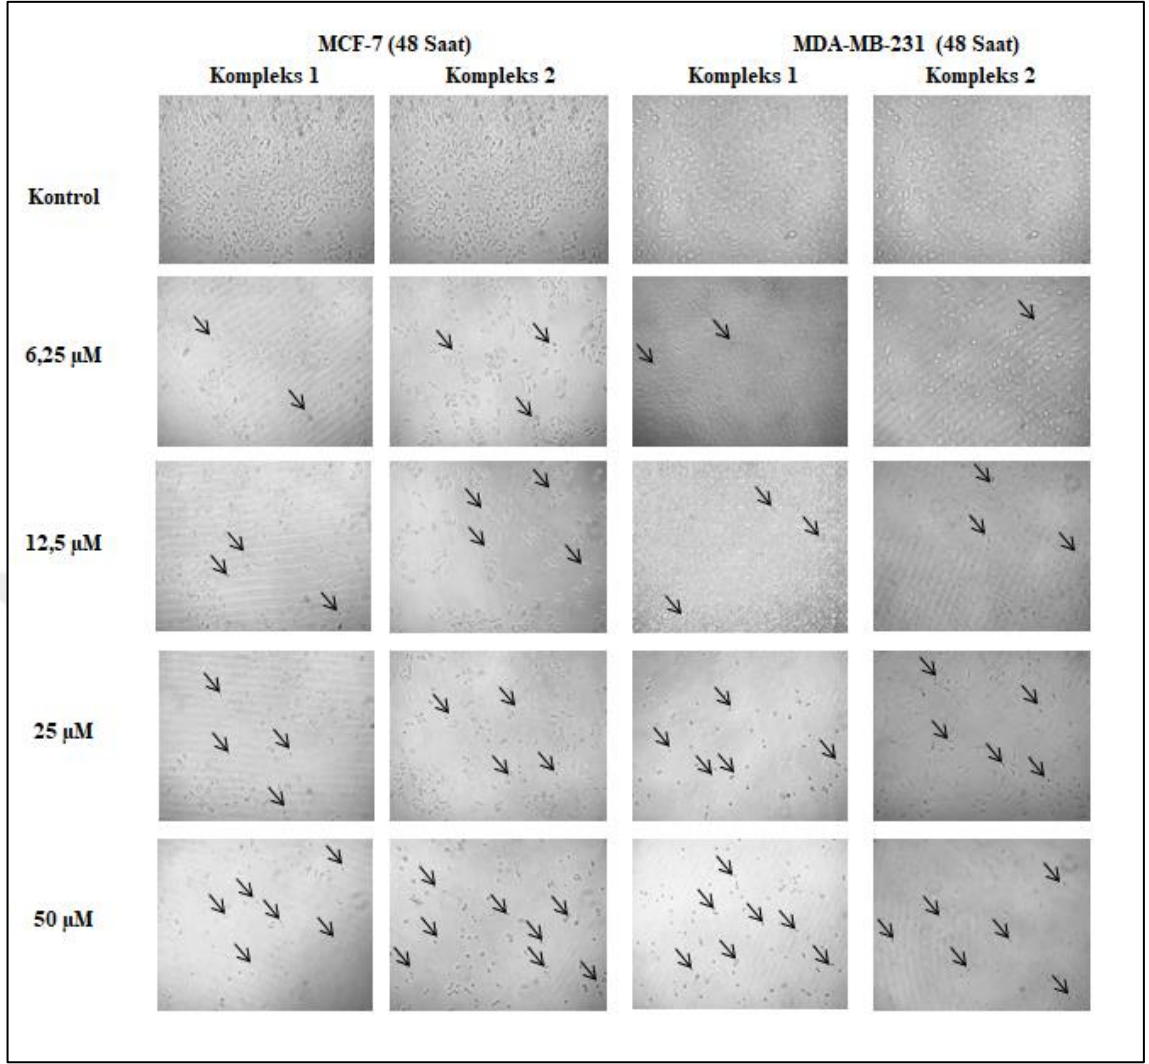 MCF-7 (48 Saat) MDA-MB-231 (48 Saat)
Kompleks 1 Kompleks 2 Kompleks 1 Kompleks 2
Kontrol
6,25 µM
12,5 µM
25 µM
50 µM